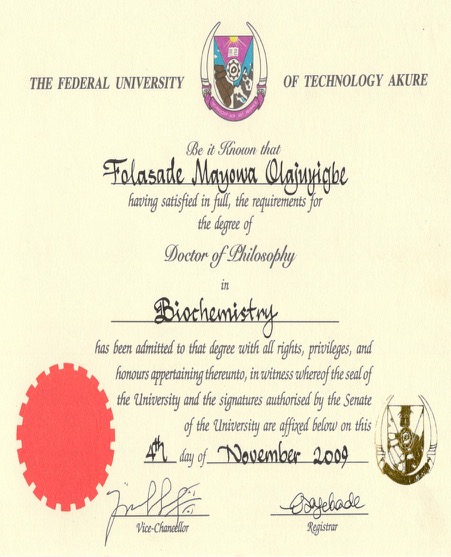 THE FEDERAL UNIVERSITY OF TECHNOLOGY AKURE
Be it Known that
Folasade Mayowa Olajuyigbe
having satisfied in full, the requirements for
the degree of
Doctor of Philosophy
in
Biochemistry
has been admitted to that degree with all rights, privileges, and
honours appertaining thereunto, in witness whereof the seal of
the University and the signatures authorised by the Senate
of the University are affixed below on this
4th day of November 2009
Vice-Chancellor
Registrar